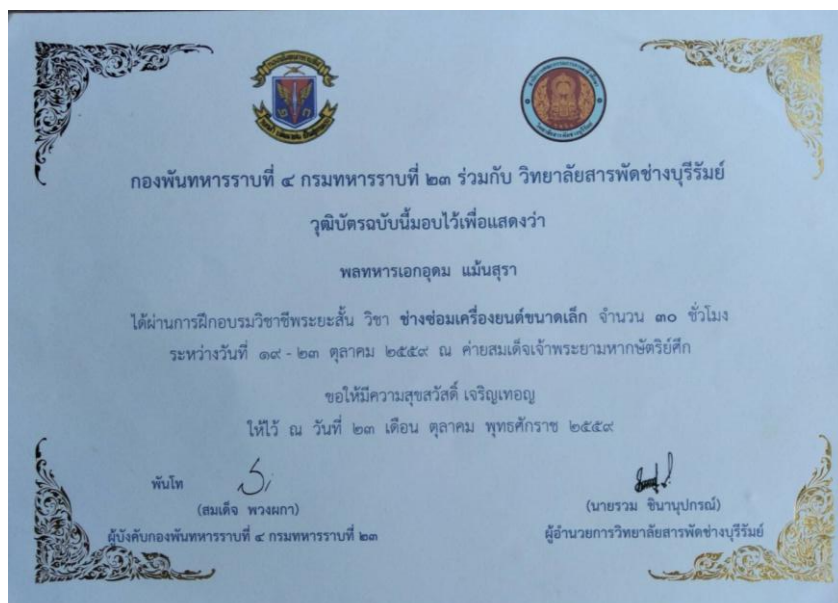 กองพันทหารราบที่ ๔ กรมทหารราบที่ ๒๓ ร่วมกับ วิทยาลัยสารพัดช่างบุรีรัมย์
วุฒิบัตรฉบับนี้มอบไว้เพื่อแสดงว่า
พลทหารเอกอุดม แม้นสุรา
ได้ผ่านการฝึกอบรมวิชาชีพระยะสั้น วิชา ช่างซ่อมเครื่องยนต์ขนาดเล็ก จำนวน ๓๐ ชั่วโมง
ระหว่างวันที่ ๑๙ - ๒๓ ตุลาคม ๒๕๕๙ ณ ค่ายสมเด็จเจ้าพระยามหากษัตริย์ศึก
ขอให้มีความสุขสวัสดิ์ เจริญเทอญ
ให้ไว้ ณ วันที่ ๒๓ เดือน ตุลาคม พุทธศักราช ๒๕๕๙
พันโท
(สมเด็จ พวงผกา)
ผู้บังคับกองพันทหารราบที่ ๔ กรมทหารราบที่ ๒๓
(นายรวม ชินานุปกรณ์)
ผู้อำนวยการวิทยาลัยสารพัดช่างบุรีรัมย์